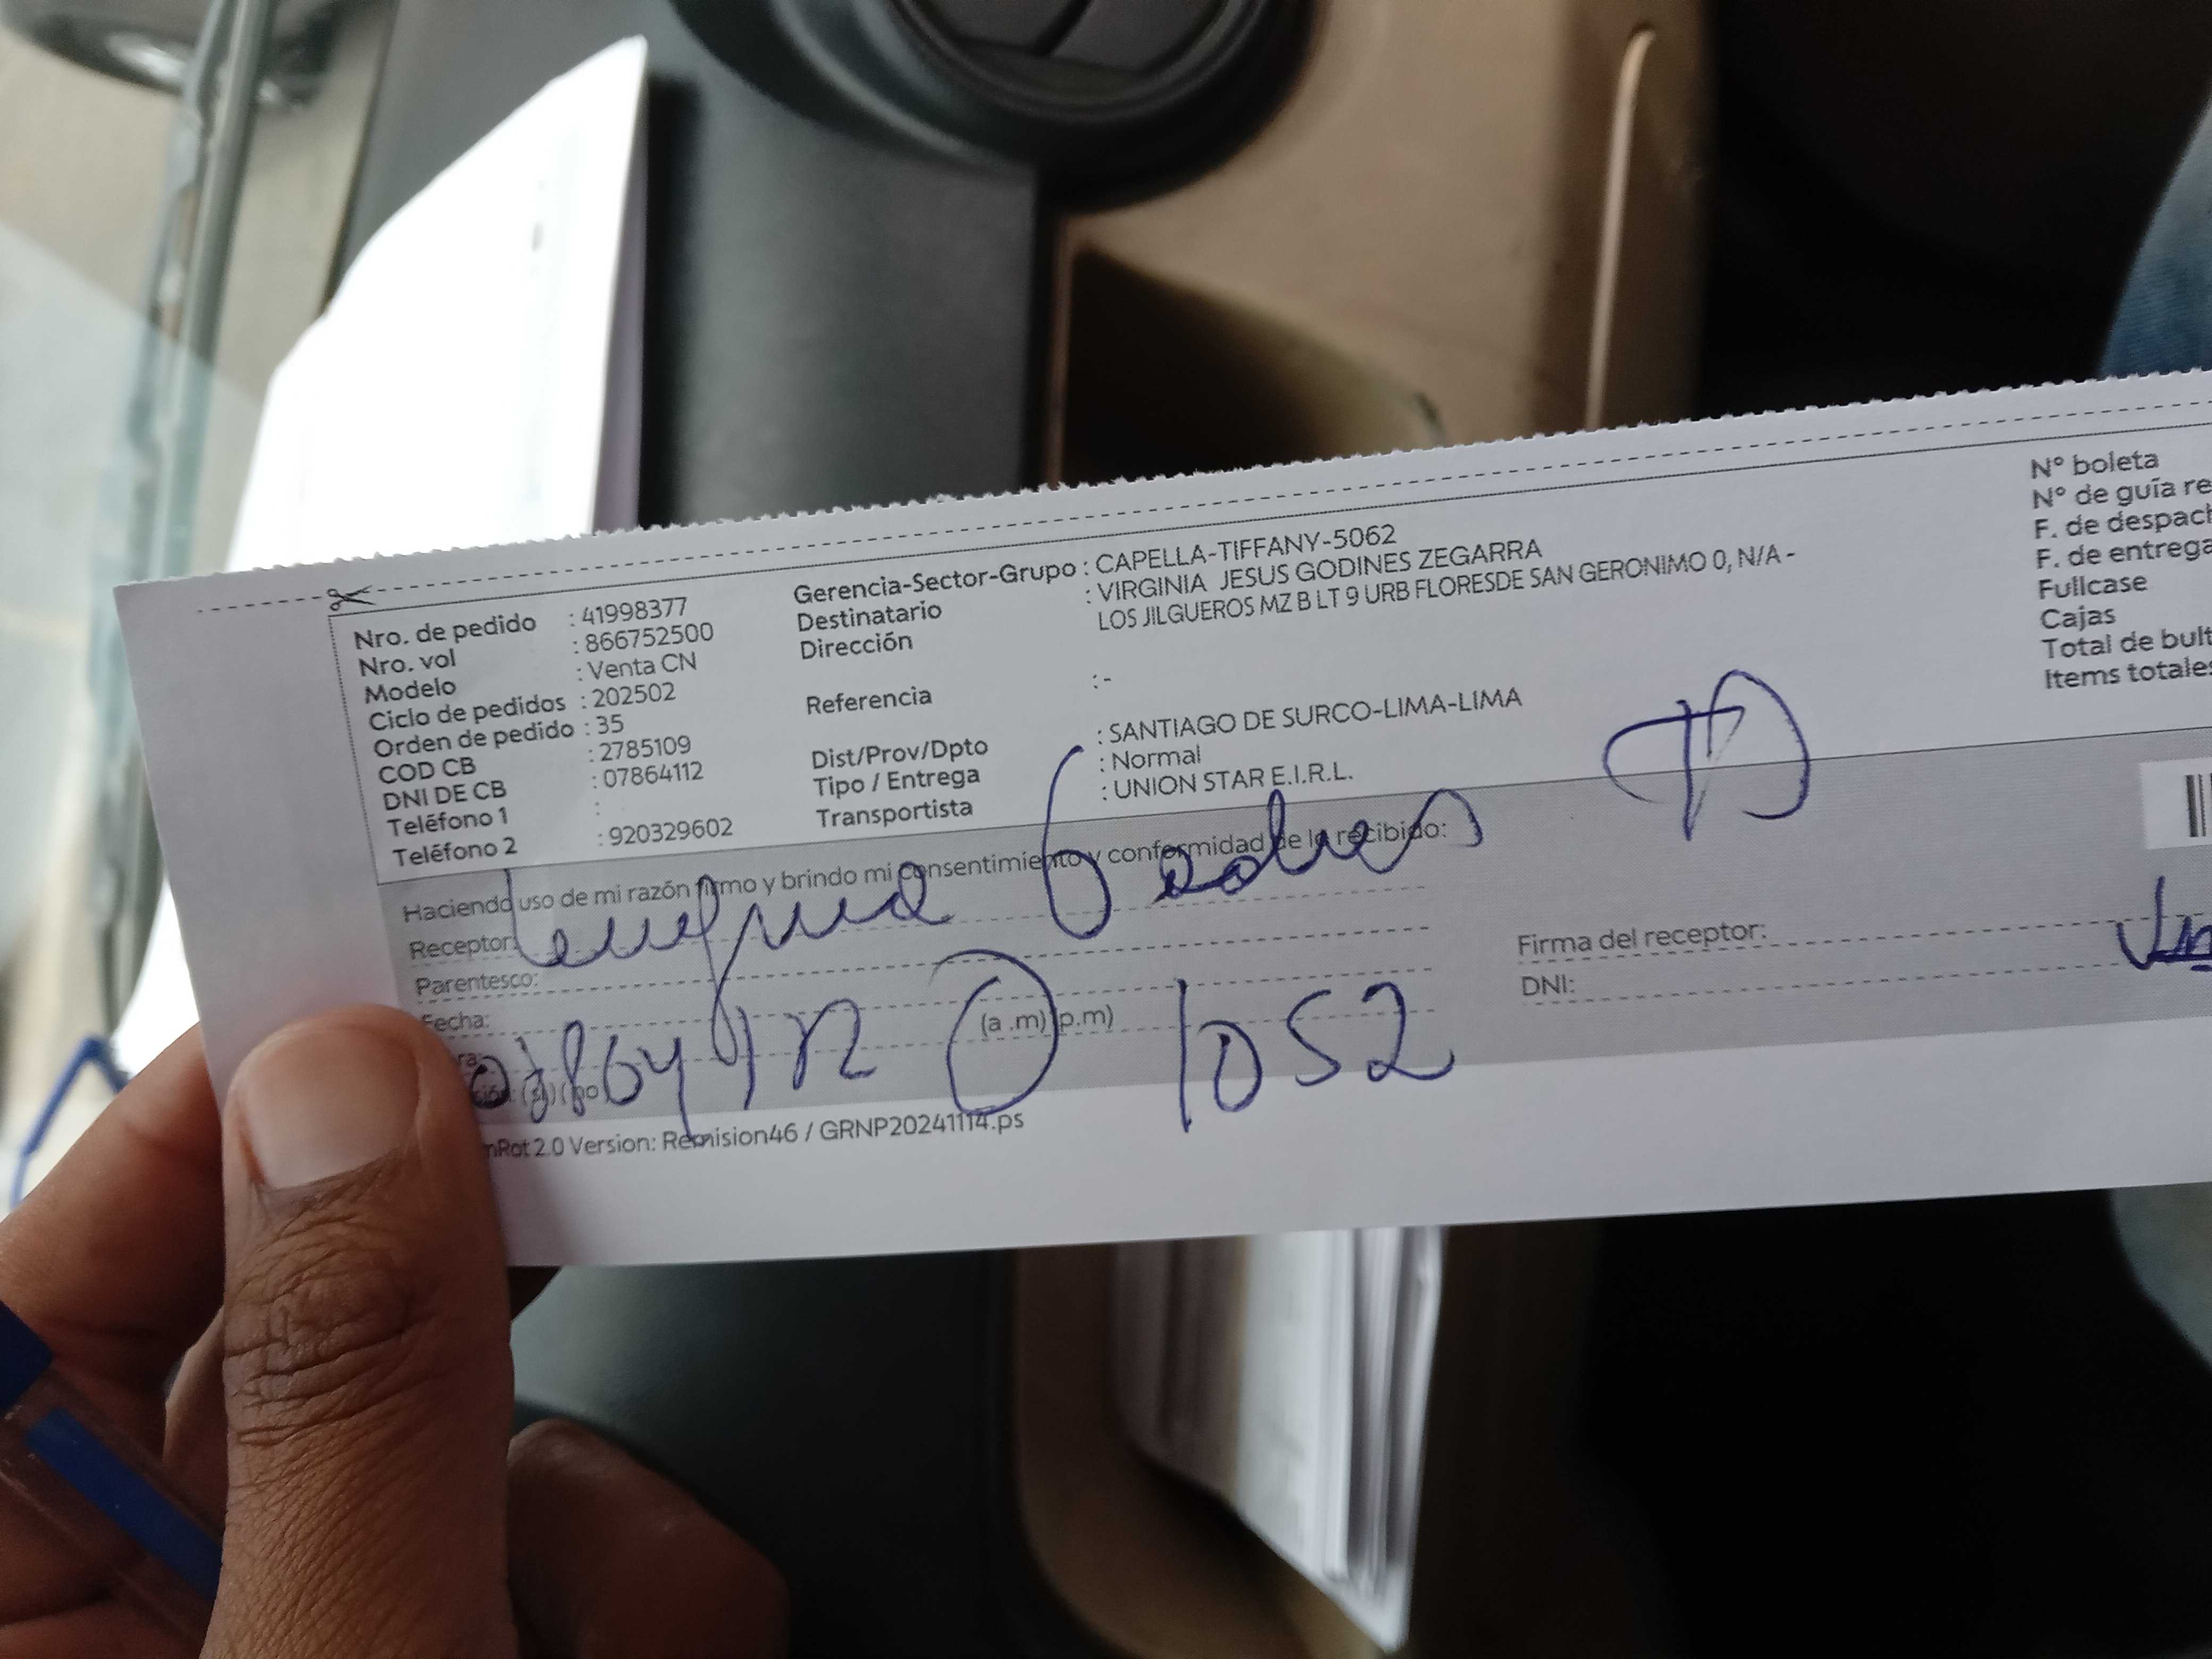 Nro. de pedido : 41998377
Nro. vol : 866752500
Modelo : Venta CN
Ciclo de pedidos : 202502
Orden de pedido : 35
COD CB : 2785109
DNI DE CB : 07864112
Teléfono 1 :
Teléfono 2 : 920329602
Gerencia-Sector-Grupo : CAPELLA-TIFFANY-5062
Destinatario : VIRGINIA JESUS GODINES ZEGARRA
Dirección LOS JILGUEROS MZ B LT 9 URB FLORESDE SAN GERONIMO 0, N/A -
Referencia : -
Dist/Prov/Dpto : SANTIAGO DE SURCO-LIMA-LIMA
Tipo / Entrega : Normal
Transportista : UNION STAR E.I.R.L.
N° boleta
N° de guía re
F. de despach
F. de entrega
Fullcase
Cajas
Total de bult
Items totales
Haciendo uso de mi razón firmo y brindo mi consentimiento y conformidad de lo recibido:
Receptor:
Parentesco:
Fecha:
(a .m) (p.m)
1052
Firma del receptor:
DNI:
mRot 2.0 Version: Remision46 / GRNP20241114.ps